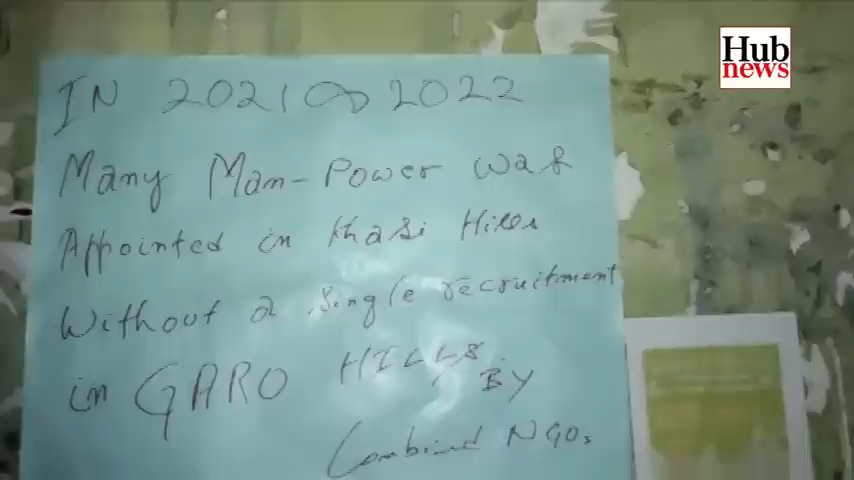 Hub
news
IN 2021 2022
Many Man-Power was
Appointed in Khasi Hills
Without a single recruitment
in GARO HILLS BY
Combined NGOs